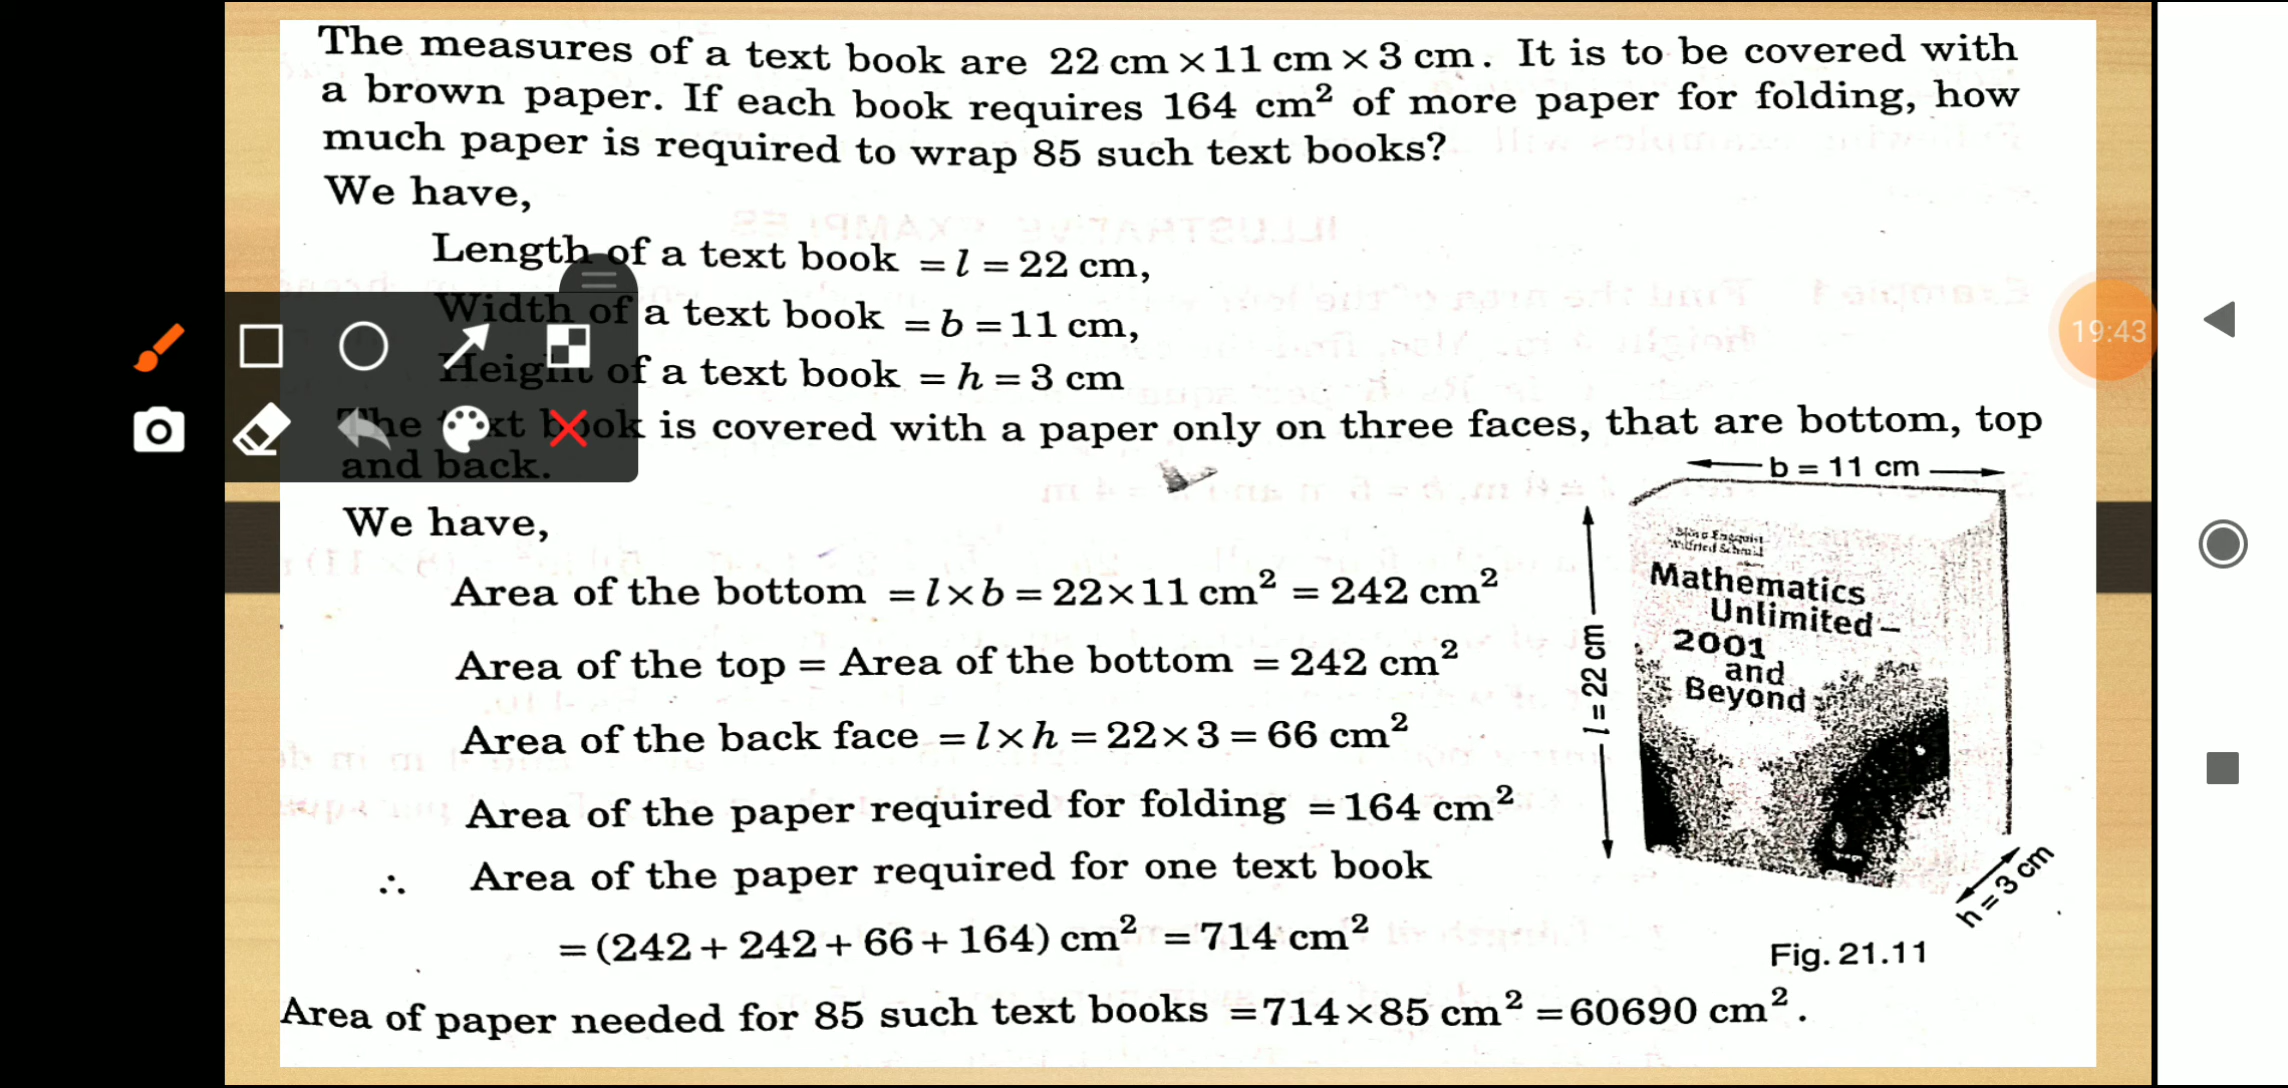 The measures of a text book are 22 cm × 11 cm × 3 cm. It is to be covered with
a brown paper. If each book requires 164 cm² of more paper for folding, how
much paper is required to wrap 85 such text books?
We have,
Length of a text book = l = 22 cm,
Width of a text book = b = 11 cm,
Height of a text book = h = 3 cm
The text book is covered with a paper only on three faces, that are bottom, top
and back.
We have,
Area of the bottom = l × b = 22 × 11 cm² = 242 cm²
Area of the top = Area of the bottom = 242 cm²
Area of the back face = l × h = 22 × 3 = 66 cm²
Area of the paper required for folding = 164 cm²
∴ Area of the paper required for one text book
= (242 + 242 + 66 + 164) cm² = 714 cm²
Area of paper needed for 85 such text books = 714 × 85 cm² = 60690 cm².
b = 11 cm
l = 22 cm
Mathematics
Unlimited –
2001
and
Beyond
h = 3 cm
Fig. 21.11
19:43